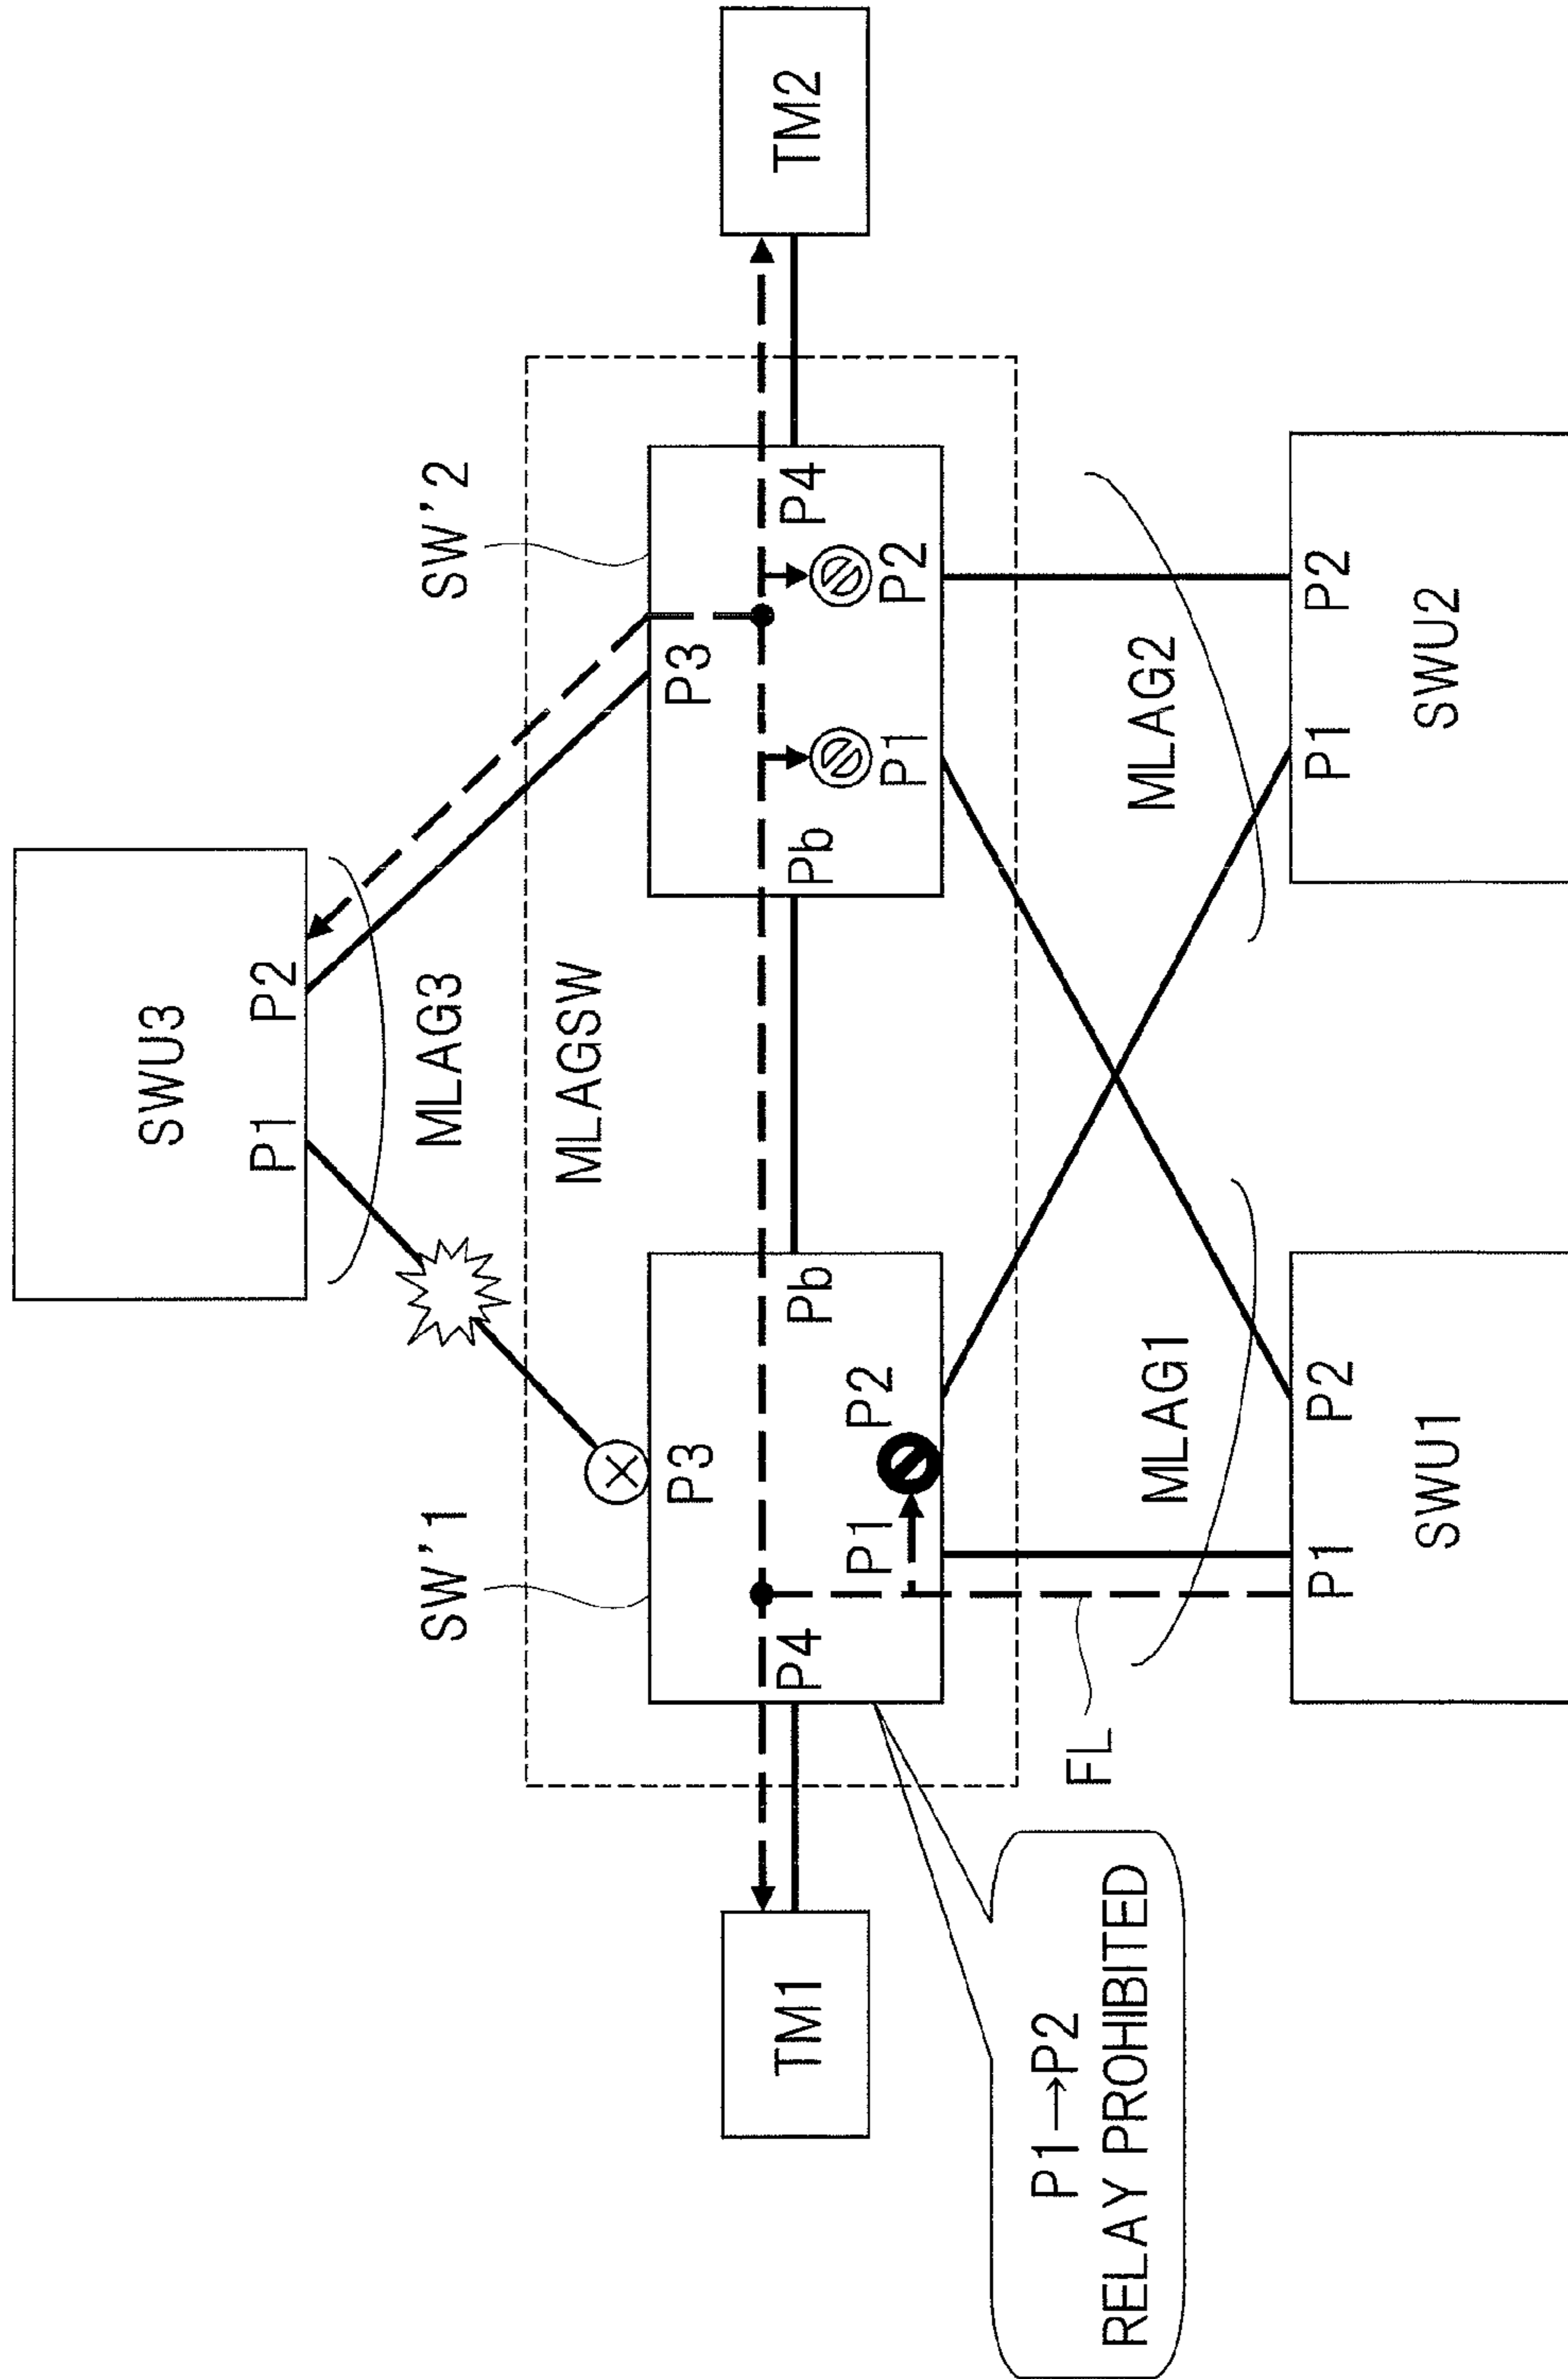 SWU3
P1
P2
MLAG3
SW'1
SW'2
MLAGSW
P3
P3
TM1
P4
Pb
Pb
P4
TM2
P1
P2
P1
P2
P1→P2
RELAY PROHIBITED
FL
MLAG1
MLAG2
P1
P2
P1
P2
SWU1
SWU2